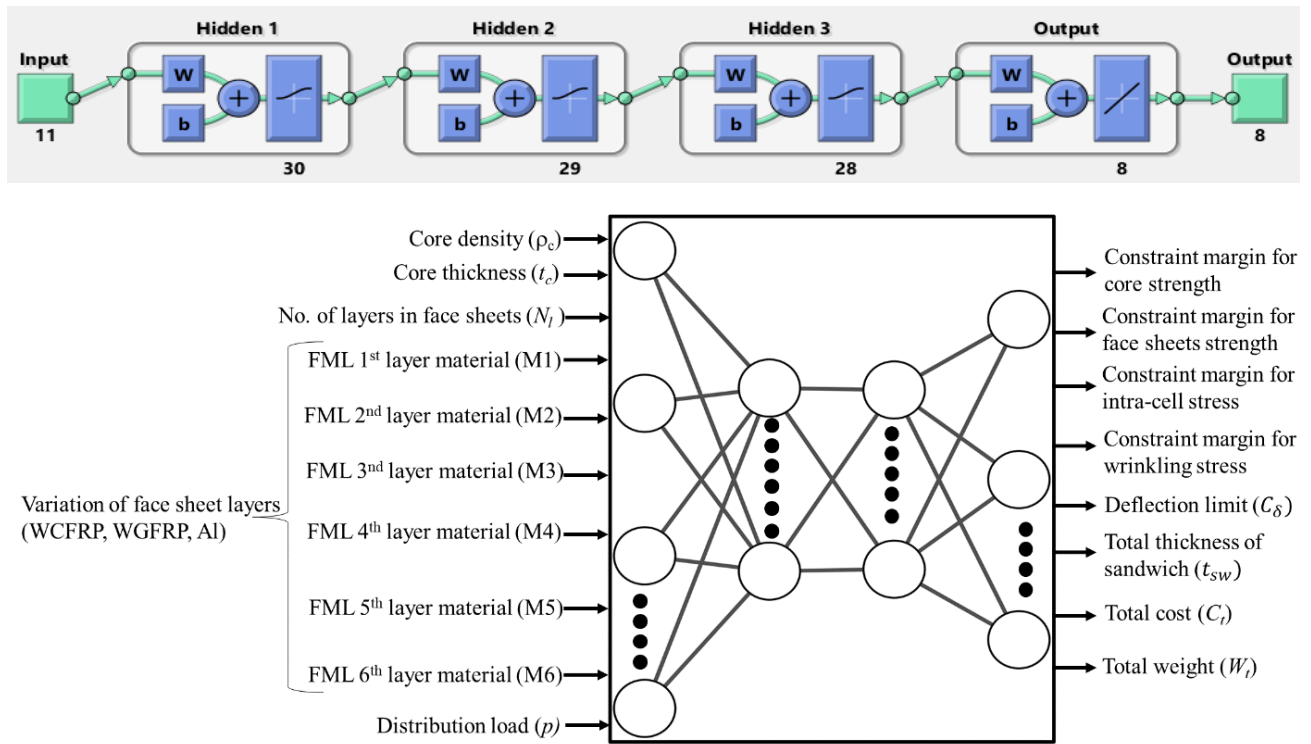 Hidden 1
Hidden 2
Hidden 3
Output
Input
Output
W
W
W
W
b
b
b
b
11
30
29
28
8
8
Core density (ρc)
Core thickness (tc)
No. of layers in face sheets (Nl)
FML 1st layer material (M1)
FML 2nd layer material (M2)
FML 3nd layer material (M3)
FML 4th layer material (M4)
FML 5th layer material (M5)
FML 6th layer material (M6)
Distribution load (p)
Variation of face sheet layers
(WCFRP, WGFRP, Al)
Constraint margin for
core strength
Constraint margin for
face sheets strength
Constraint margin for
intra-cell stress
Constraint margin for
wrinkling stress
Deflection limit (Cδ)
Total thickness of
sandwich (tsw)
Total cost (Ct)
Total weight (Wt)